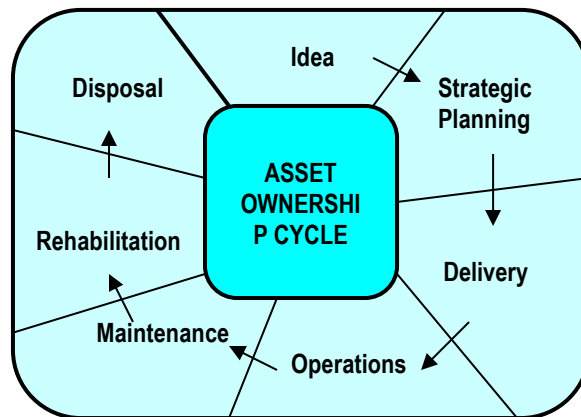 Idea
Strategic
Planning
Delivery
Operations
Maintenance
Rehabilitation
Disposal
ASSET
OWNERSHI
P CYCLE